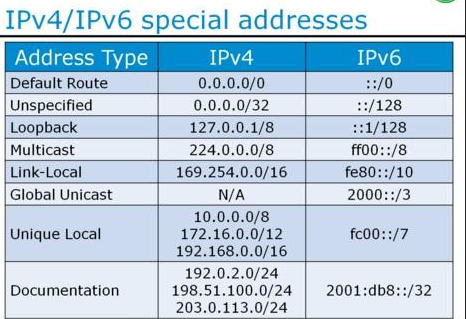 IPv4/IPv6 special addresses
Address Type IPv4 IPv6
Default Route 0.0.0.0/0 ::/0
Unspecified 0.0.0.0/32 ::/128
Loopback 127.0.0.1/8 ::1/128
Multicast 224.0.0.0/8 ff00::/8
Link-Local 169.254.0.0/16 fe80::/10
Global Unicast N/A 2000::/3
10.0.0.0/8
Unique Local 172.16.0.0/12 fc00::/7
192.168.0.0/16
192.0.2.0/24
Documentation 198.51.100.0/24 2001:db8::/32
203.0.113.0/24